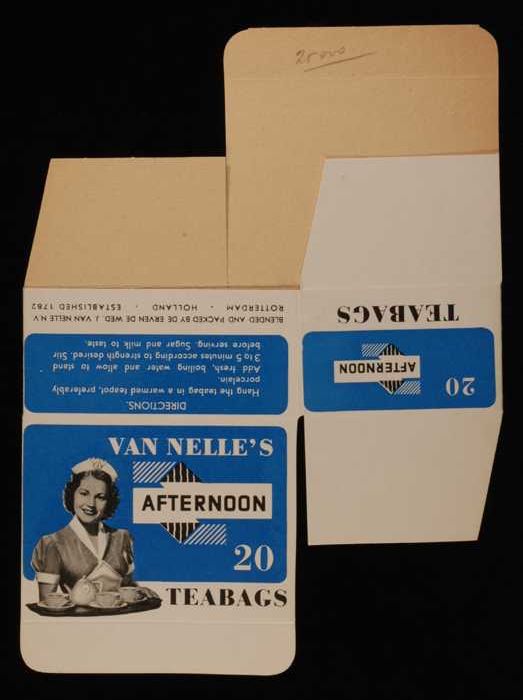 20000
BLENDED AND PACKED BY DE ERVEN DE WED. J. VAN NELLE N.V.
ROTTERDAM · HOLLAND · ESTABLISHED 1782
DIRECTIONS:
Hang the teabag in a warmed teapot, preferably
porcelain.
Add fresh, boiling water and allow to stand
3 to 5 minutes according to strength desired. Stir
before serving. Sugar and milk to taste.
TEABAGS
AFTERNOON
20
VAN NELLE'S
AFTERNOON
20
TEABAGS